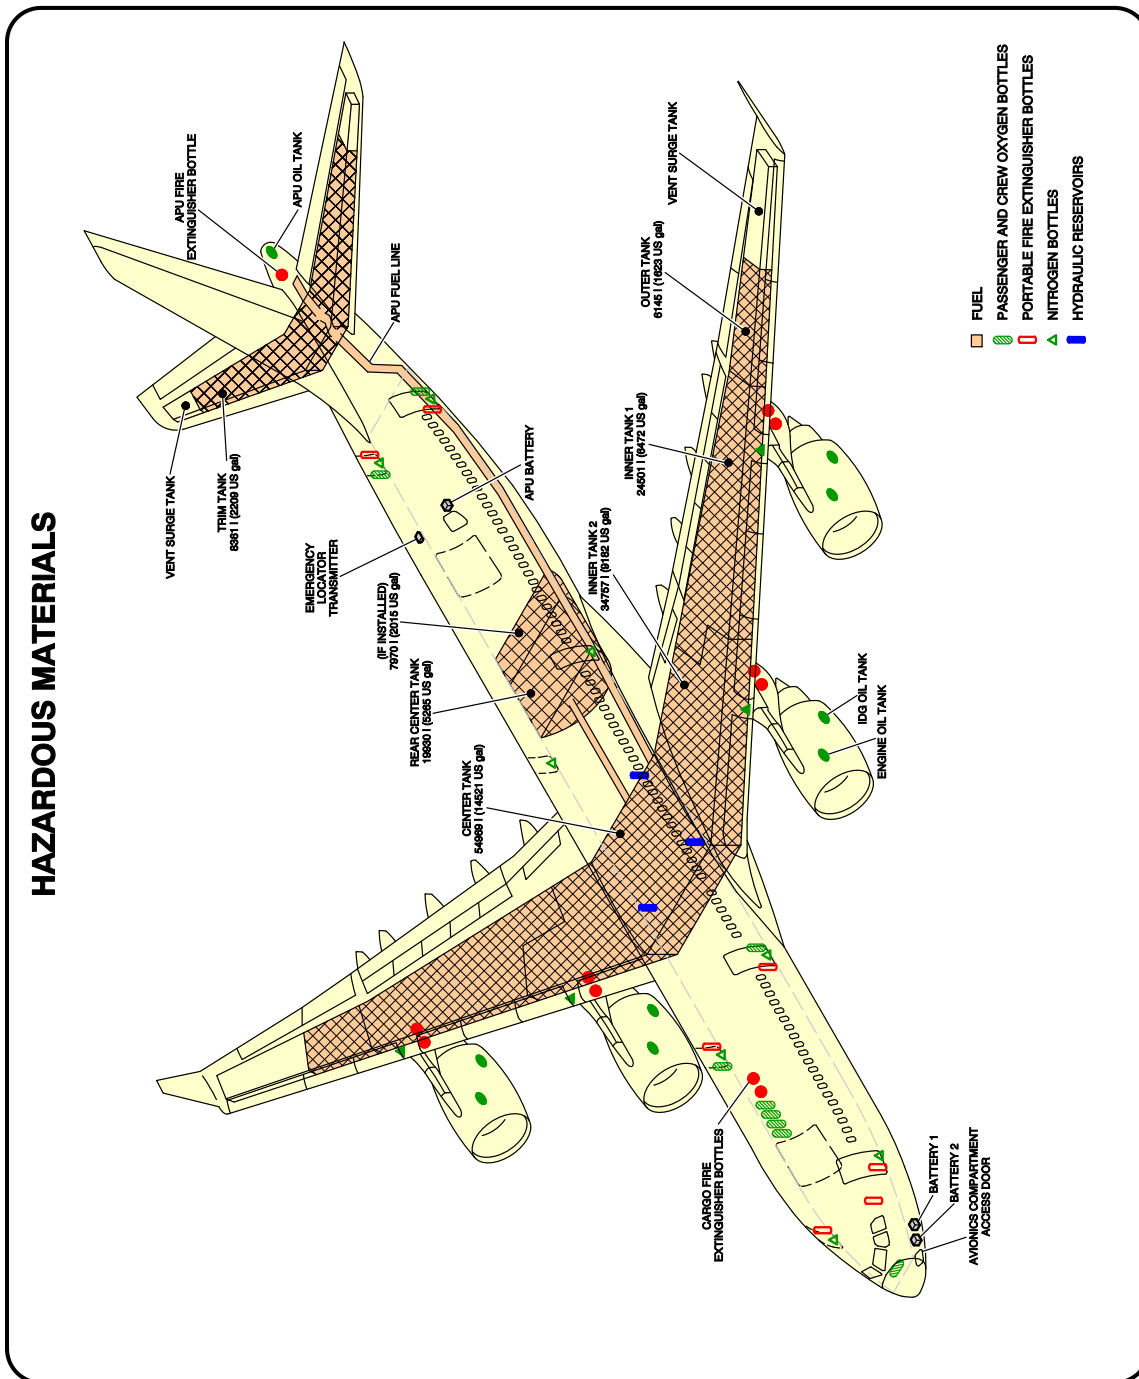 HAZARDOUS MATERIALS
VENT SURGE TANK
TRIM TANK
8361 l (2209 US gal)
APU FIRE
EXTINGUISHER BOTTLE
APU OIL TANK
APU FUEL LINE
EMERGENCY
LOCATOR
TRANSMITTER
APU BATTERY
(IF INSTALLED)
7970 l (2015 US gal)
REAR CENTER TANK
19930 l (5265 US gal)
CENTER TANK
54969 l (14521 US gal)
INNER TANK 2
34757 l (9182 US gal)
INNER TANK 1
24501 l (6472 US gal)
OUTER TANK
6145 l (1623 US gal)
VENT SURGE TANK
IDG OIL TANK
ENGINE OIL TANK
CARGO FIRE
EXTINGUISHER BOTTLES
BATTERY 1
BATTERY 2
AVIONICS COMPARTMENT
ACCESS DOOR
FUEL
PASSENGER AND CREW OXYGEN BOTTLES
PORTABLE FIRE EXTINGUISHER BOTTLES
NITROGEN BOTTLES
HYDRAULIC RESERVOIRS